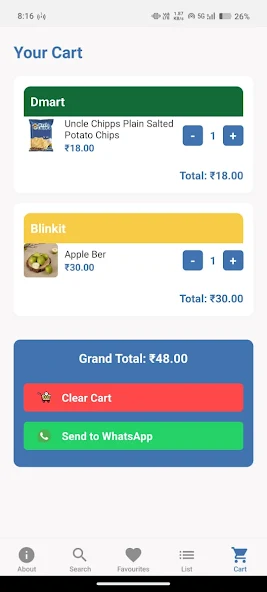 8:16
1.67 KB/s
5G
26%
Your Cart
Dmart
Uncle Chipps Plain Salted
Potato Chips
₹18.00
- 1 +
Total: ₹18.00
Blinkit
Apple Ber
₹30.00
- 1 +
Total: ₹30.00
Grand Total: ₹48.00
Clear Cart
Send to WhatsApp
About
Search
Favourites
List
Cart